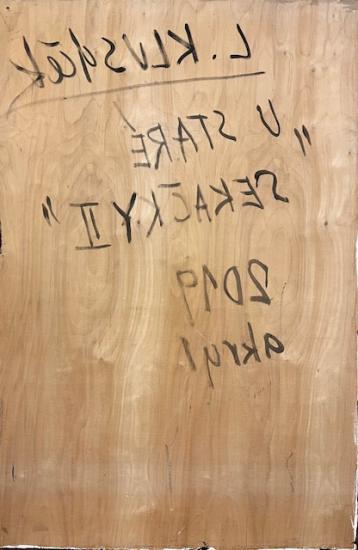 L. KLUSÁČEK
„U STARÉ
SEKAČKY II"
2019
akryl